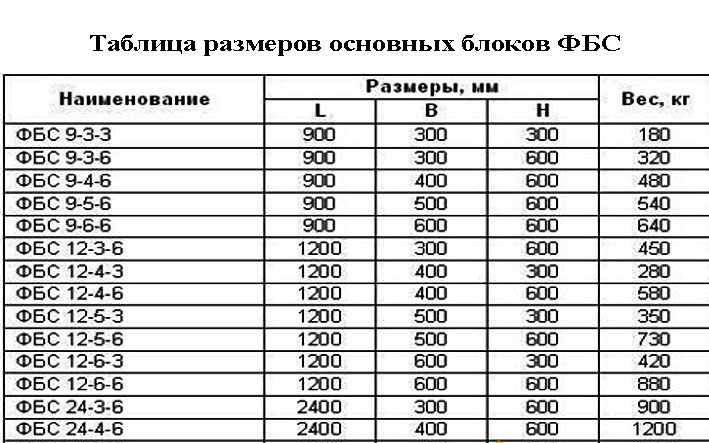 Таблица размеров основных блоков ФБС
Наименование Размеры, мм Вес, кг
L B H
ФБС 9-3-3 900 300 300 180
ФБС 9-3-6 900 300 600 320
ФБС 9-4-6 900 400 600 480
ФБС 9-5-6 900 500 600 540
ФБС 9-6-6 900 600 600 640
ФБС 12-3-6 1200 300 600 450
ФБС 12-4-3 1200 400 300 280
ФБС 12-4-6 1200 400 600 580
ФБС 12-5-3 1200 500 300 350
ФБС 12-5-6 1200 500 600 730
ФБС 12-6-3 1200 600 300 420
ФБС 12-6-6 1200 600 600 880
ФБС 24-3-6 2400 300 600 900
ФБС 24-4-6 2400 400 600 1200